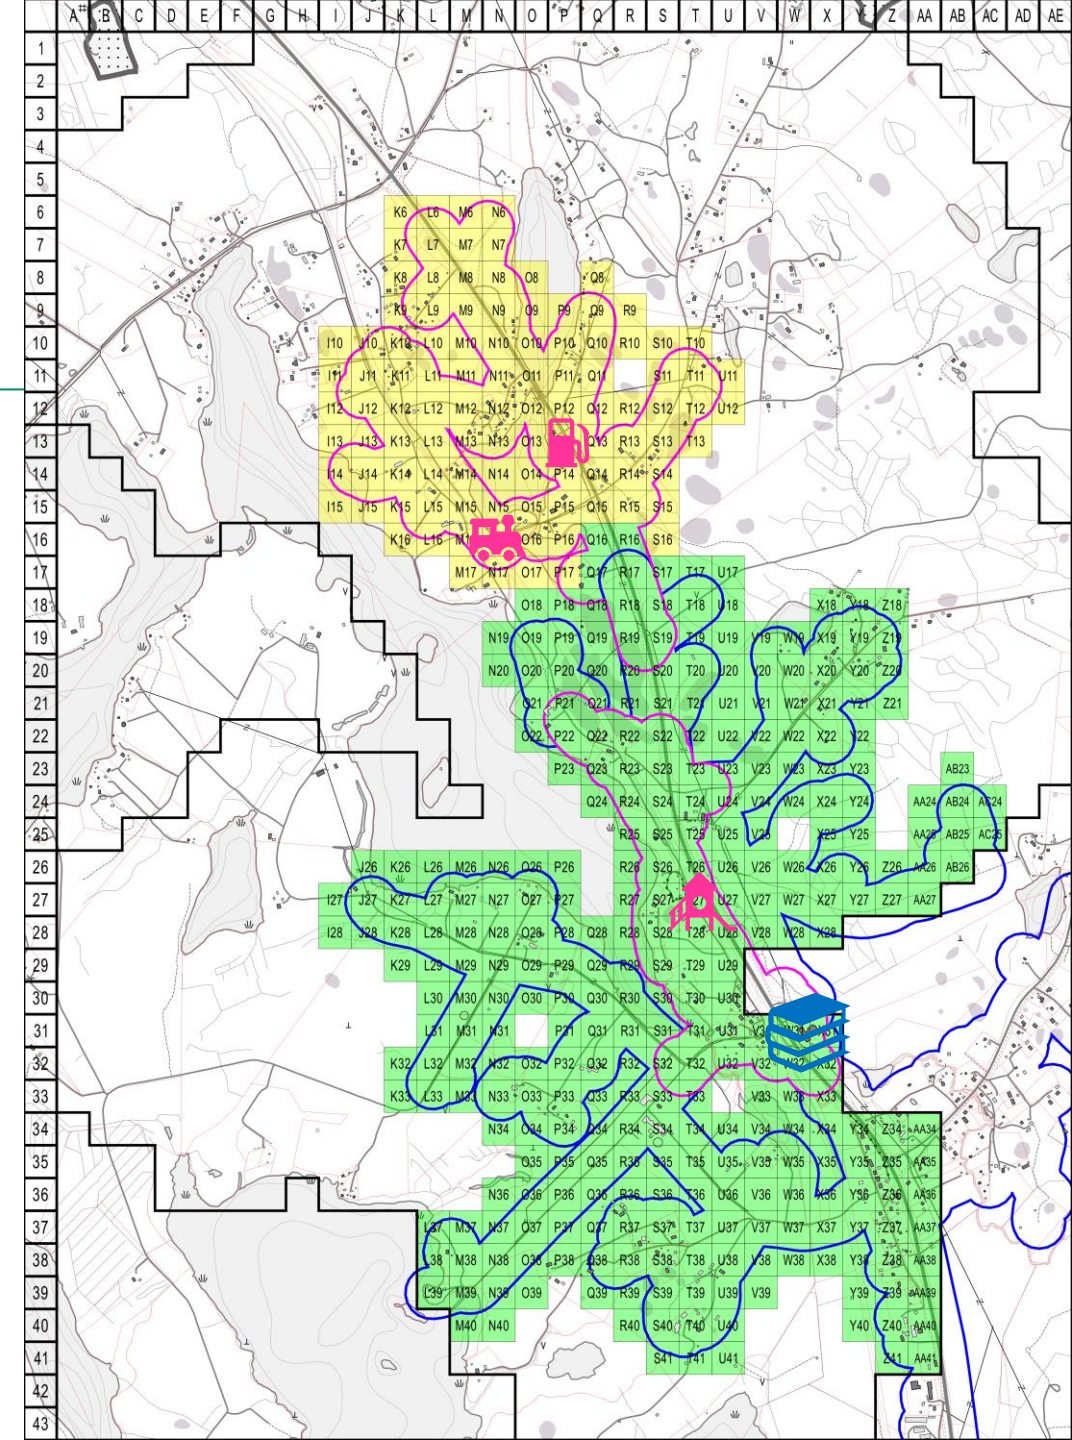 A B C D E F G H I J K L M N O P Q R S T U V W X Y Z AA AB AC AD AE
1
2
3
4
5
6 K6 L6 M6 N6
7 K7 L7 M7 N7
8 K8 L8 M8 N8 O8 Q8
9 K9 L9 M9 N9 O9 P9 Q9 R9
10 I10 J10 K10 L10 M10 N10 O10 P10 Q10 R10 S10 T10
11 I11 J11 K11 L11 M11 N11 O11 P11 Q11 S11 T11 U11
12 I12 J12 K12 L12 M12 N12 O12 P12 Q12 R12 S12 T12 U12
13 I13 J13 K13 L13 M13 N13 O13 Q13 R13 S13 T13
14 I14 J14 K14 L14 M14 N14 O14 P14 Q14 R14 S14
15 I15 J15 K15 L15 M15 N15 O15 P15 Q15 R15 S15
16 K16 L16 O16 P16 Q16 R16 S16
17 M17 N17 O17 P17 Q17 R17 S17 T17 U17
18 O18 P18 Q18 R18 S18 T18 U18 X18 Y18 Z18
19 N19 O19 P19 Q19 R19 S19 T19 U19 V19 W19 X19 Y19 Z19
20 N20 O20 P20 Q20 R20 S20 T20 U20 V20 W20 X20 Y20 Z20
21 O21 P21 Q21 R21 S21 T21 U21 V21 W21 X21 Y21 Z21
22 O22 P22 Q22 R22 S22 T22 U22 V22 W22 X22 Y22
23 P23 Q23 R23 S23 T23 U23 V23 W23 X23 Y23 AB23
24 Q24 R24 S24 T24 U24 V24 W24 X24 Y24 AA24 AB24 AC24
25 R25 S25 T25 U25 V25 X25 Y25 AA25 AB25 AC25
26 J26 K26 L26 M26 N26 O26 P26 R26 S26 T26 U26 V26 W26 X26 Y26 Z26 AA26 AB26
27 I27 J27 K27 L27 M27 N27 O27 P27 R27 S27 U27 V27 W27 X27 Y27 Z27 AA27
28 I28 J28 K28 L28 M28 N28 O28 P28 Q28 R28 S28 T28 U28 V28 W28 X28
29 K29 L29 M29 N29 O29 P29 Q29 R29 S29 T29 U29
30 L30 M30 N30 O30 P30 Q30 R30 S30 T30 U30
31 L31 M31 N31 P31 Q31 R31 S31 T31 U31
32 K32 L32 M32 N32 O32 P32 Q32 R32 S32 T32 U32 V32 W32 X32
33 K33 L33 M33 N33 O33 P33 Q33 R33 S33 T33 V33 W33 X33
34 N34 O34 P34 Q34 R34 S34 T34 U34 V34 W34 X34 Y34 Z34 AA34
35 O35 P35 Q35 R35 S35 T35 U35 V35 W35 X35 Y35 Z35 AA35
36 N36 O36 P36 Q36 R36 S36 T36 U36 V36 W36 X36 Y36 Z36 AA36
37 L37 M37 N37 O37 P37 Q37 R37 S37 T37 U37 V37 W37 X37 Y37 Z37 AA37
38 L38 M38 N38 O38 P38 Q38 R38 S38 T38 U38 V38 W38 X38 Y38 Z38 AA38
39 L39 M39 N39 O39 Q39 R39 S39 T39 U39 V39 Y39 Z39 AA39
40 M40 N40 R40 S40 T40 U40 Y40 Z40 AA40
41 S41 T41 U41 Z41 AA41
42
43